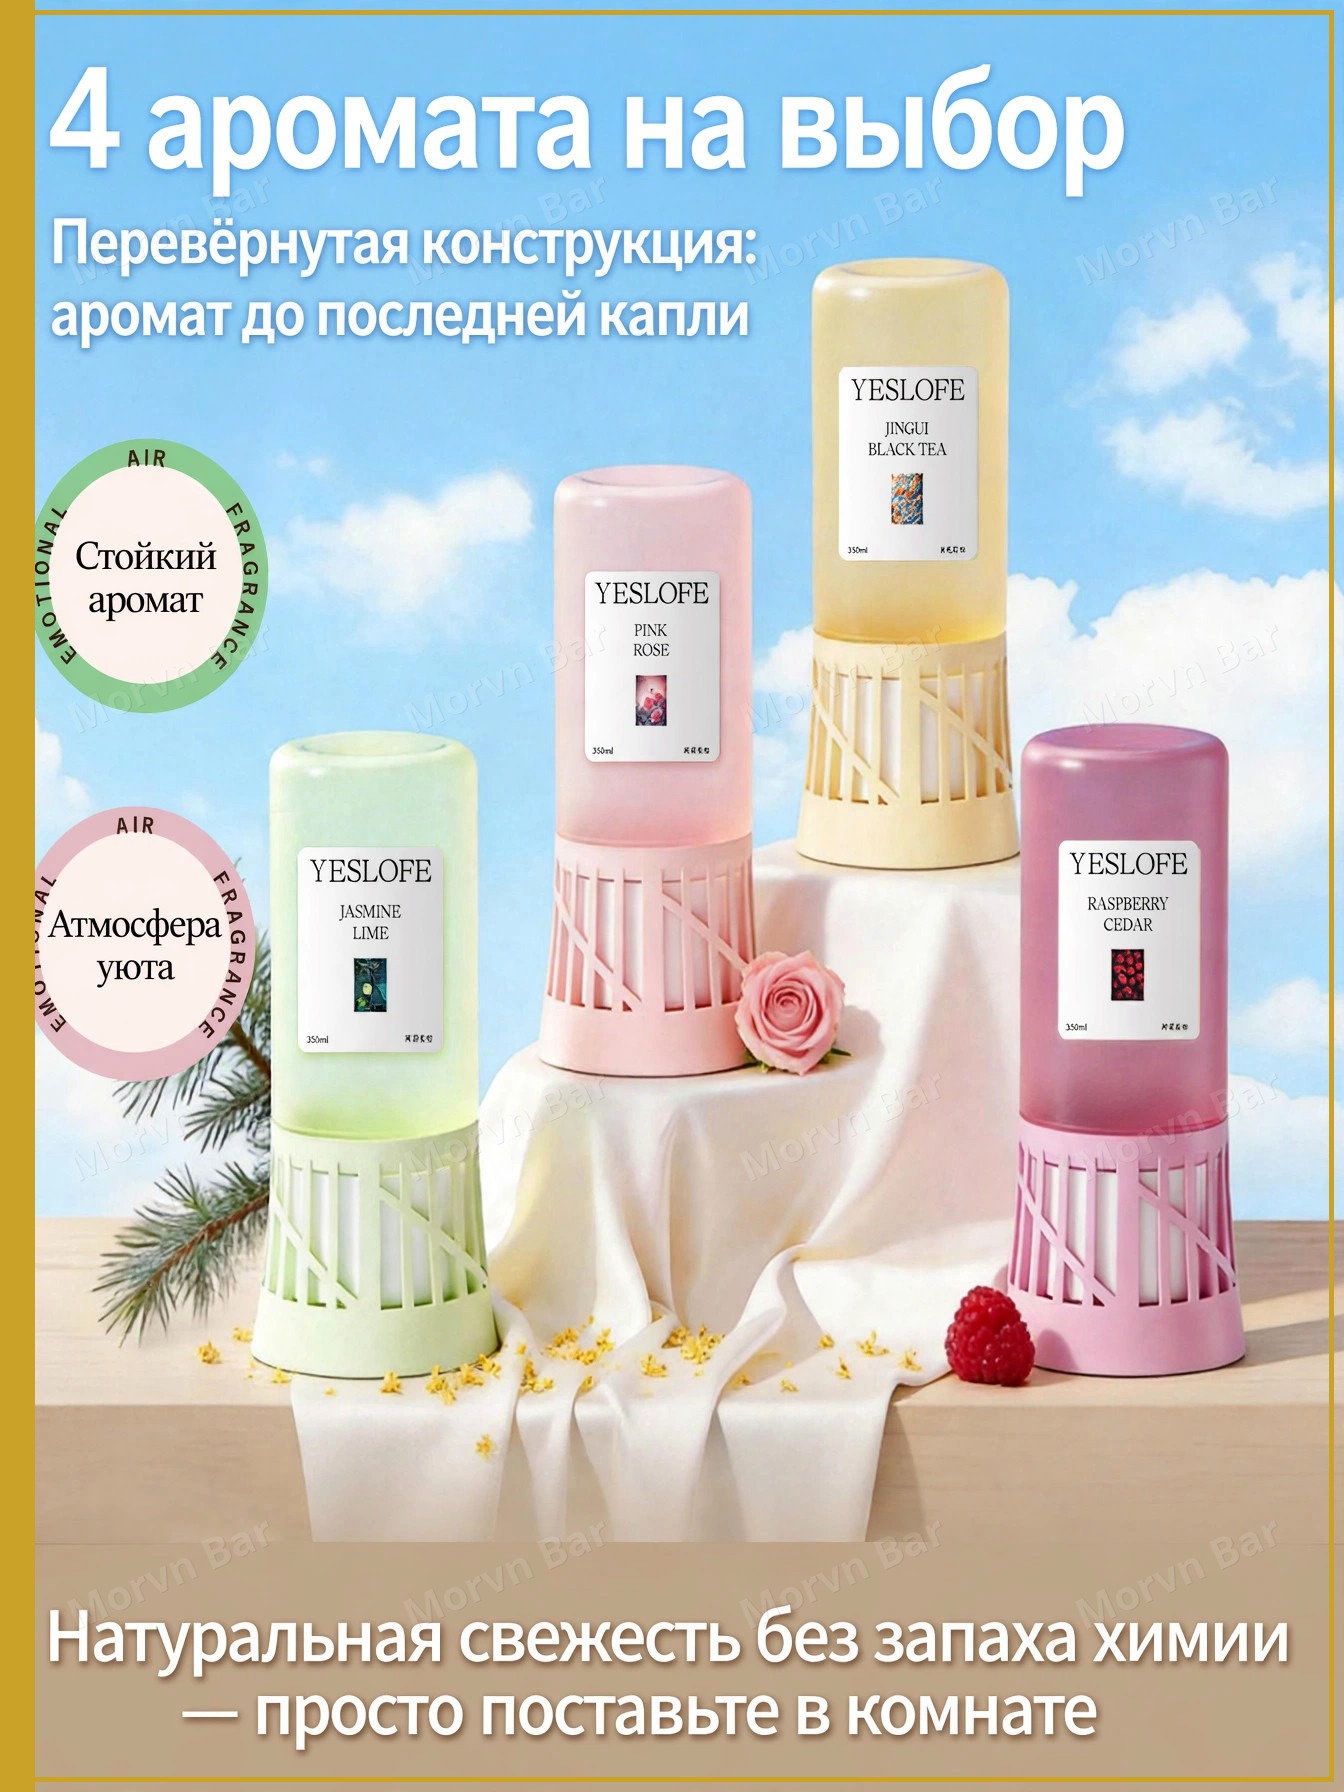 4 аромата на выбор
Перевёрнутая конструкция:
аромат до последней капли
AIR
EMOTIONAL
FRAGRANCE
Стойкий
аромат
AIR
EMOTIONAL
FRAGRANCE
Атмосфера
уюта
YESLOFE
JINGUI
BLACK TEA
350ml
YESLOFE
PINK
ROSE
350ml
YESLOFE
JASMINE
LIME
350ml
YESLOFE
RASPBERRY
CEDAR
350ml
Натуральная свежесть без запаха химии
— просто поставьте в комнате
Morvn Bar